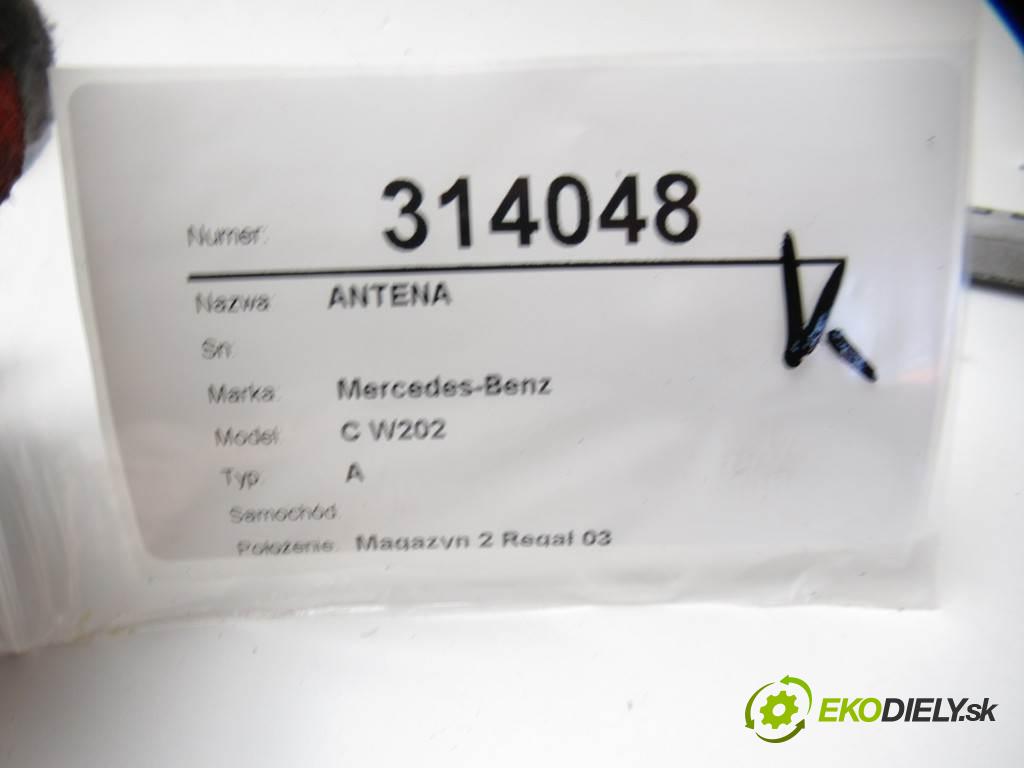 Numer: 314048
Nazwa: ANTENA
Sn:
Marka: Mercedes-Benz
Model: C W202
Typ: A
Samochód:
Położenie: Magazyn 2 Regał 03
EKODIELY.sk